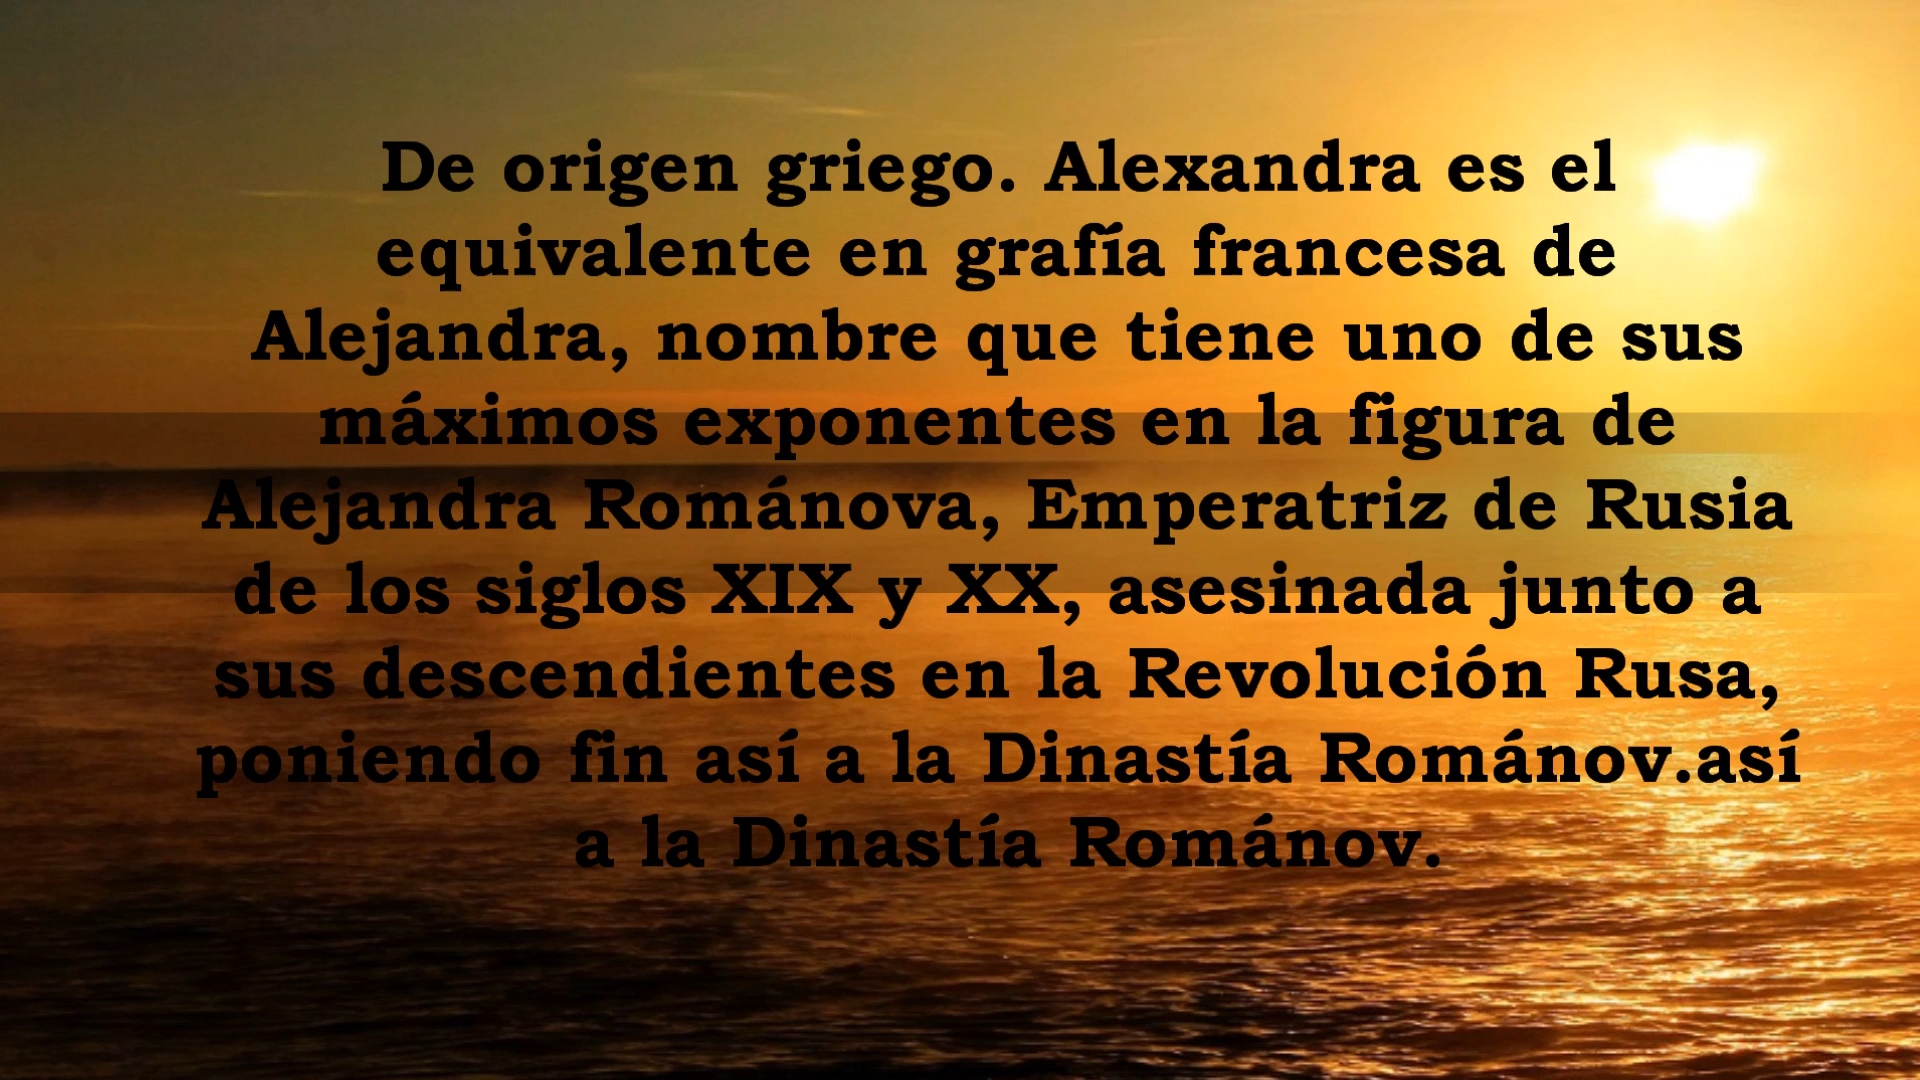 De origen griego. Alexandra es el
equivalente en grafía francesa de
Alejandra, nombre que tiene uno de sus
máximos exponentes en la figura de
Alejandra Románova, Emperatriz de Rusia
de los siglos XIX y XX, asesinada junto a
sus descendientes en la Revolución Rusa,
poniendo fin así a la Dinastía Románov.así
a la Dinastía Románov.